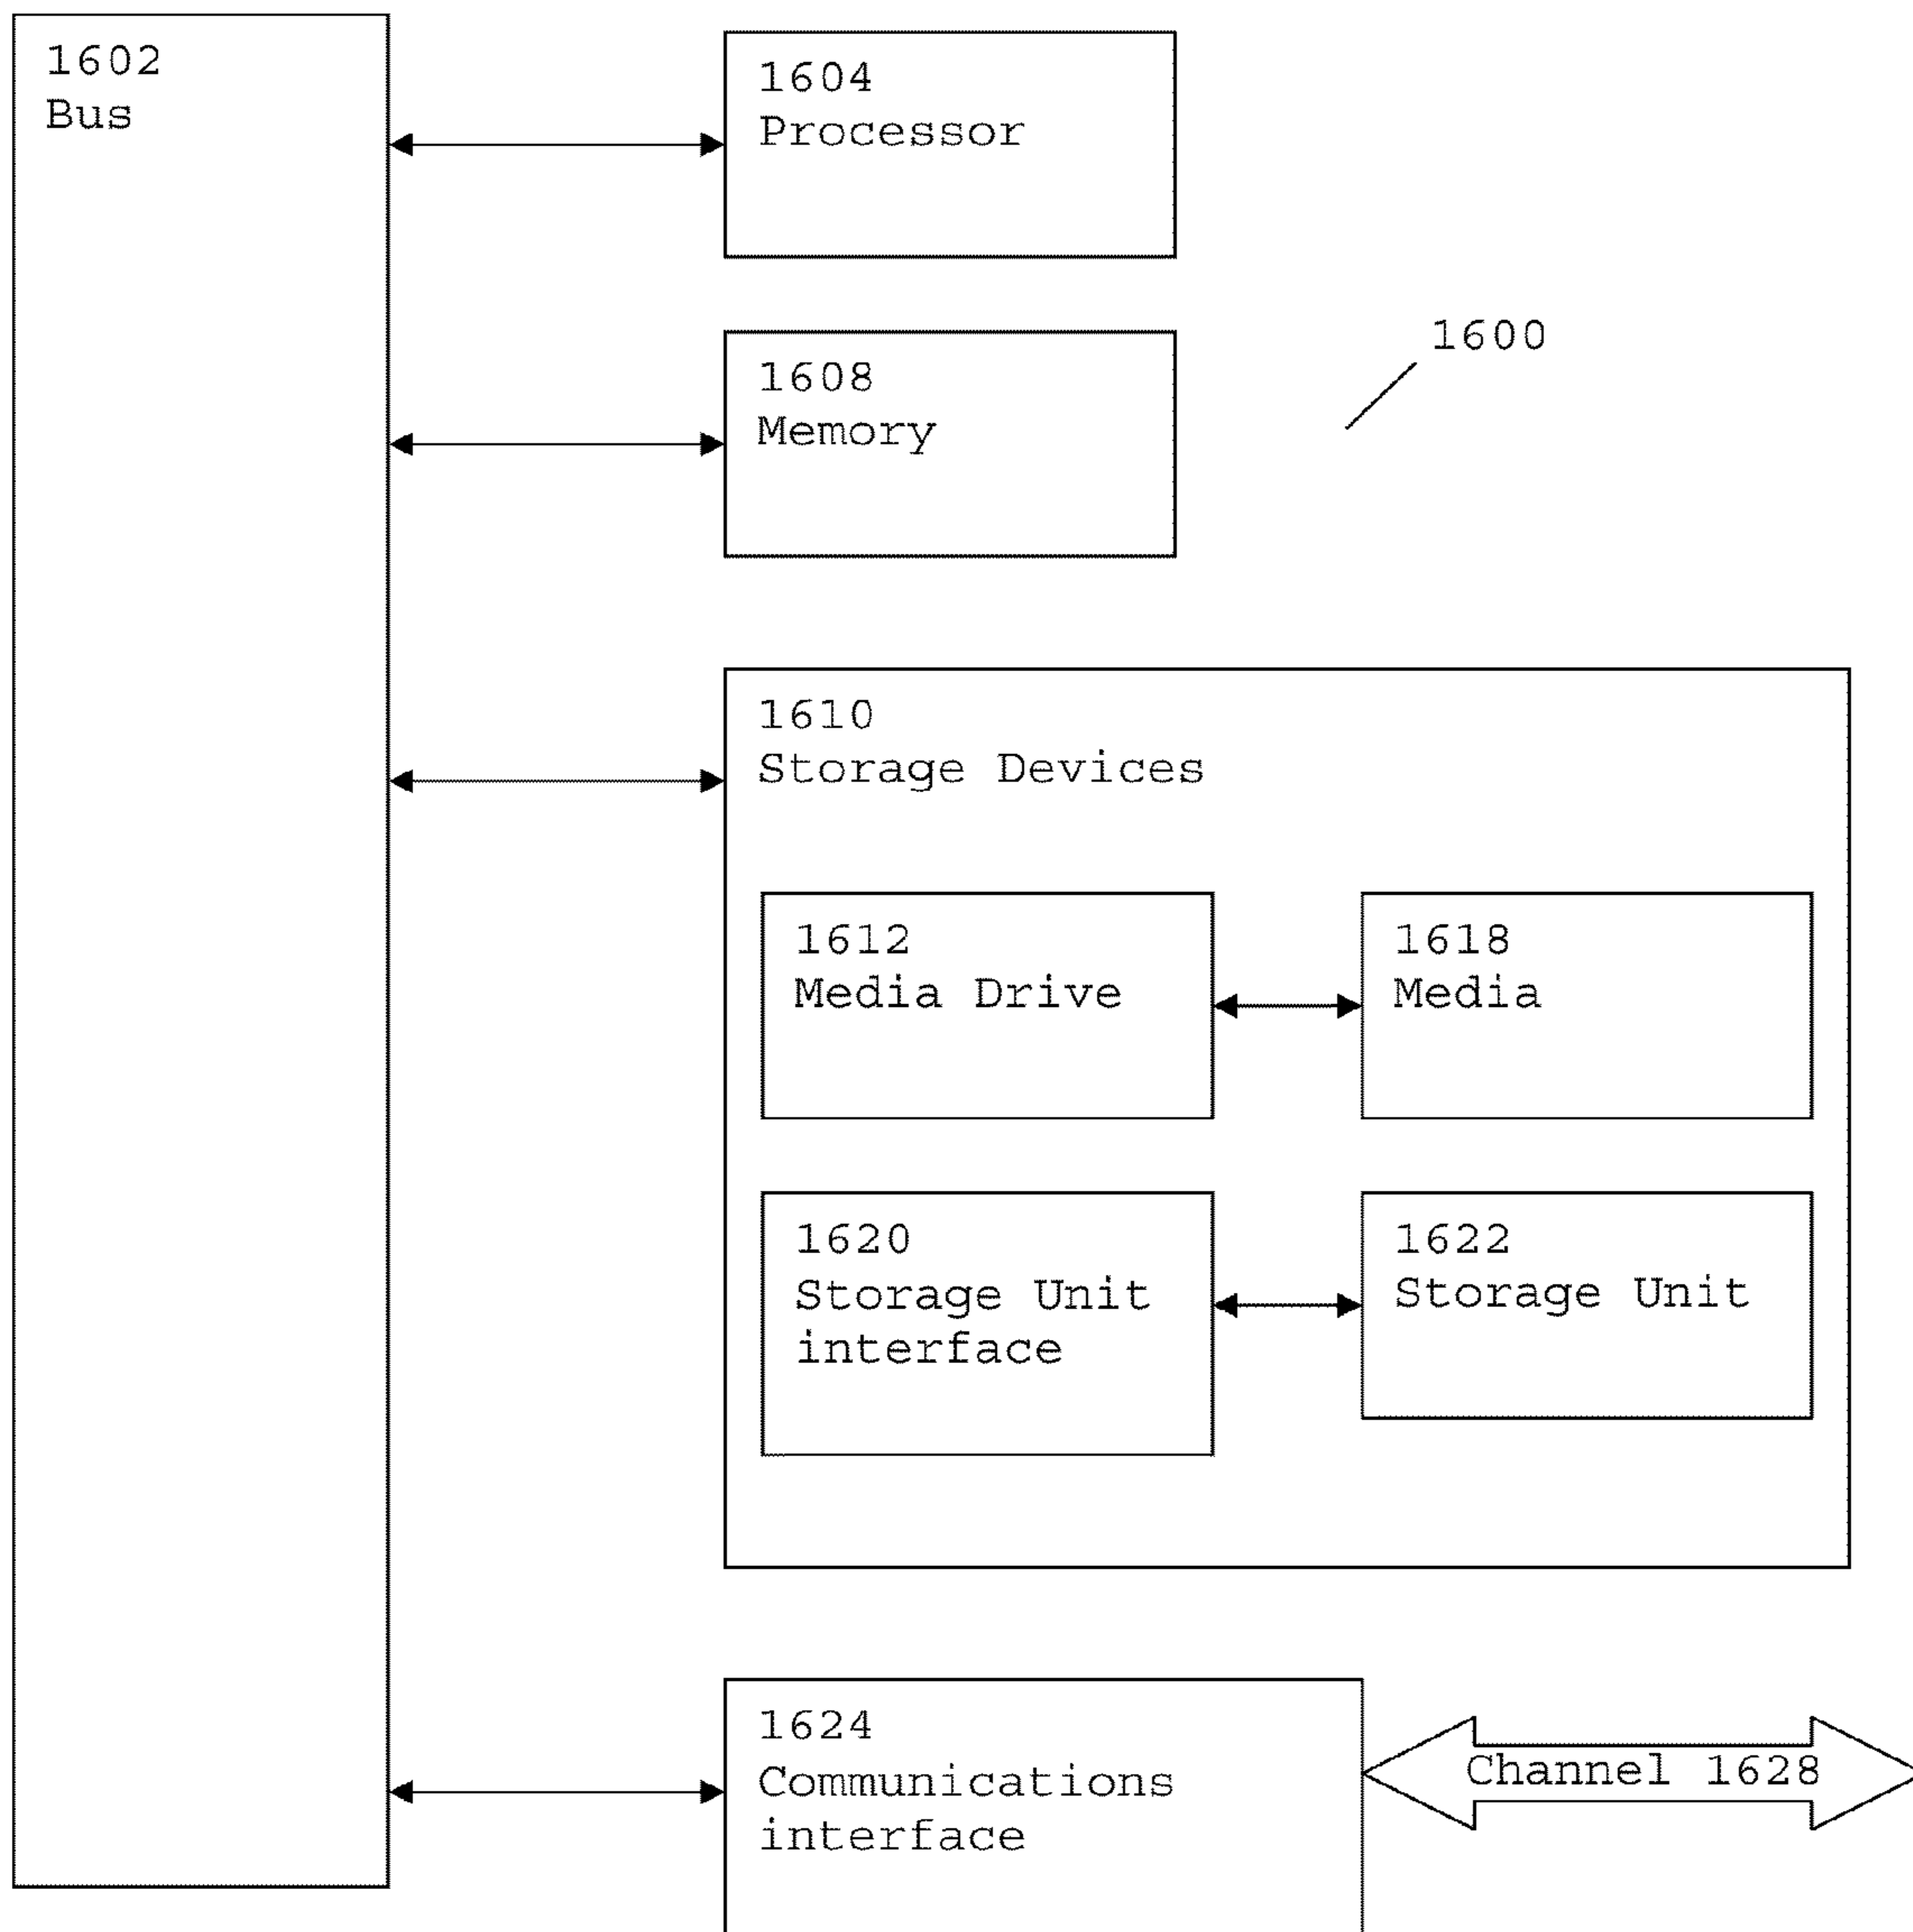 1602
Bus
1604
Processor
1600
1608
Memory
1610
Storage Devices
1612
Media Drive
1618
Media
1620
Storage Unit
interface
1622
Storage Unit
1624
Communications
interface
Channel 1628